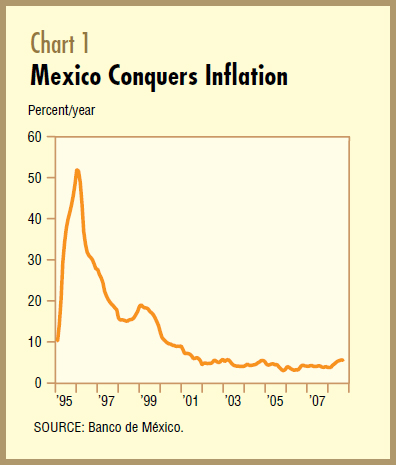 Chart 1
Mexico Conquers Inflation
Percent/year
60
50
40
30
20
10
0
’95 ’97 ’99 ’01 ’03 ’05 ’07
SOURCE: Banco de México.